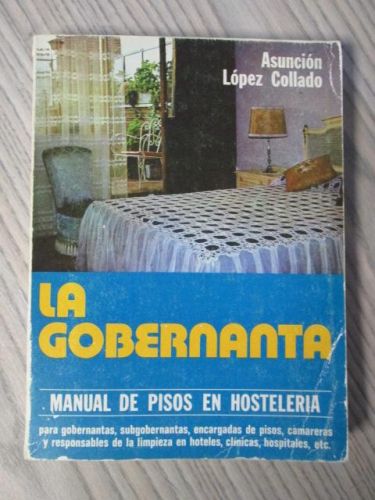 Asunción
López Collado
LA
GOBERNANTA
MANUAL DE PISOS EN HOSTELERIA
para gobernantas, subgobernantas, encargadas de pisos, camareras
y responsables de la limpieza en hoteles, clínicas, hospitales, etc.